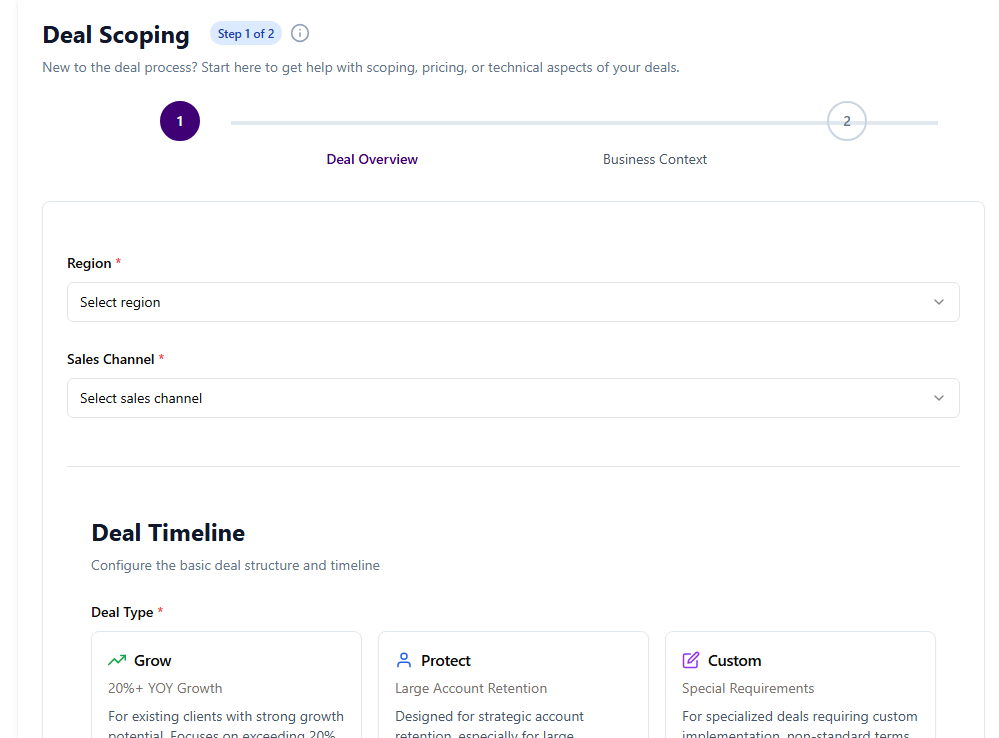 Deal Scoping Step 1 of 2
New to the deal process? Start here to get help with scoping, pricing, or technical aspects of your deals.
1 2
Deal Overview Business Context
Region *
Select region
Sales Channel *
Select sales channel
Deal Timeline
Configure the basic deal structure and timeline
Deal Type *
Grow
20%+ YOY Growth
For existing clients with strong growth
potential. Focuses on exceeding 20%
Protect
Large Account Retention
Designed for strategic account
retention, especially for large
Custom
Special Requirements
For specialized deals requiring custom
implementation, non-standard terms,